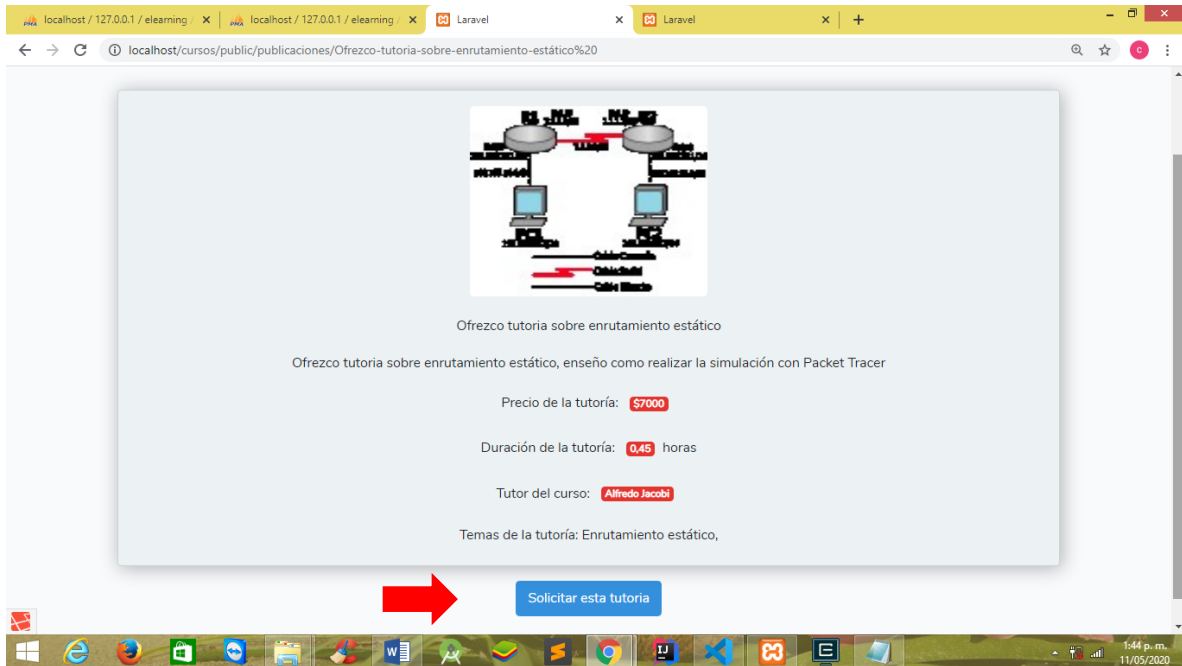 localhost / 127.0.0.1 / elearning /
localhost / 127.0.0.1 / elearning /
Laravel
Laravel
localhost/cursos/public/publicaciones/Ofrezco-tutoria-sobre-enrutamiento-estático%20
c
Ofrezco tutoria sobre enrutamiento estático
Ofrezco tutoria sobre enrutamiento estático, enseño como realizar la simulación con Packet Tracer
Precio de la tutoría: $7000
Duración de la tutoría: 0,45 horas
Tutor del curso: Alfredo Jacobi
Temas de la tutoría: Enrutamiento estático,
Solicitar esta tutoria
1:44 p. m.
11/05/2020